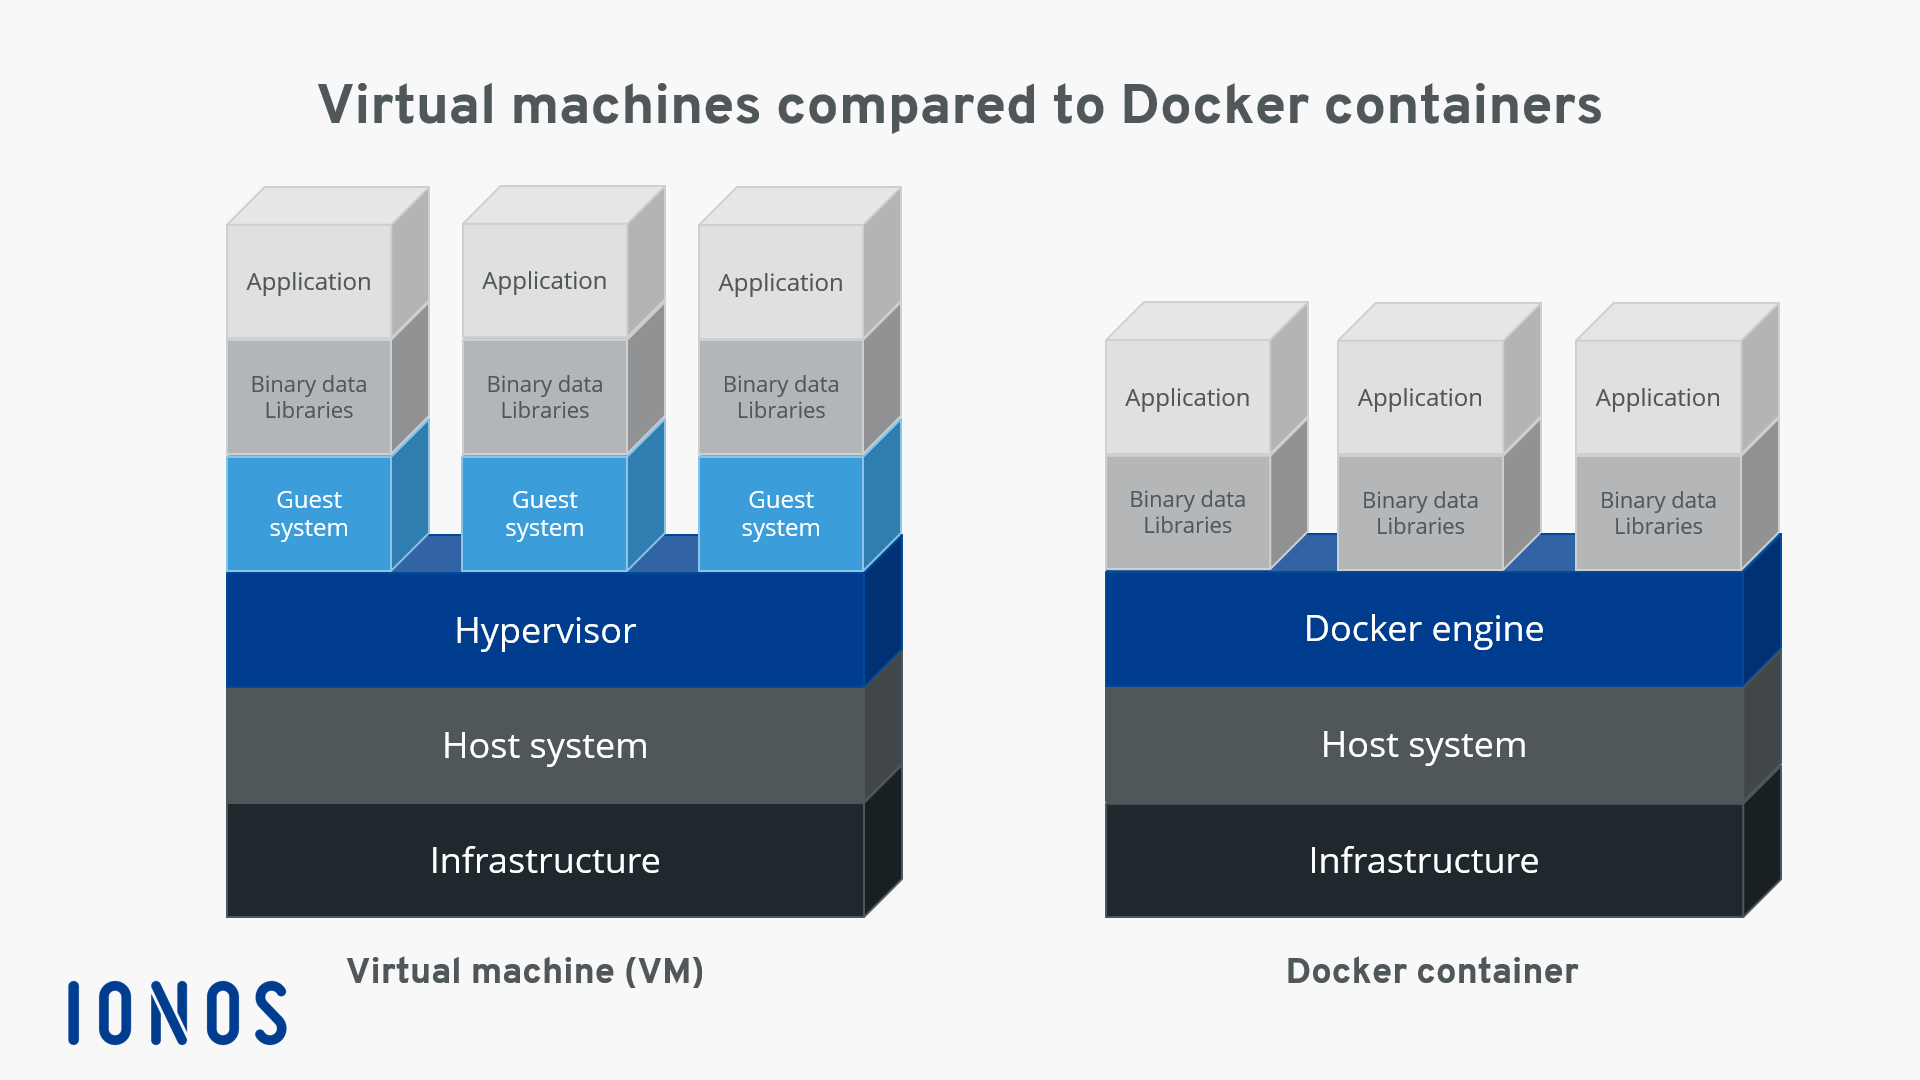 Virtual machines compared to Docker containers
Application
Binary data
Libraries
Guest
system
Application
Binary data
Libraries
Guest
system
Application
Binary data
Libraries
Guest
system
Hypervisor
Host system
Infrastructure
Virtual machine (VM)
Application
Binary data
Libraries
Application
Binary data
Libraries
Application
Binary data
Libraries
Docker engine
Host system
Infrastructure
Docker container
IONOS